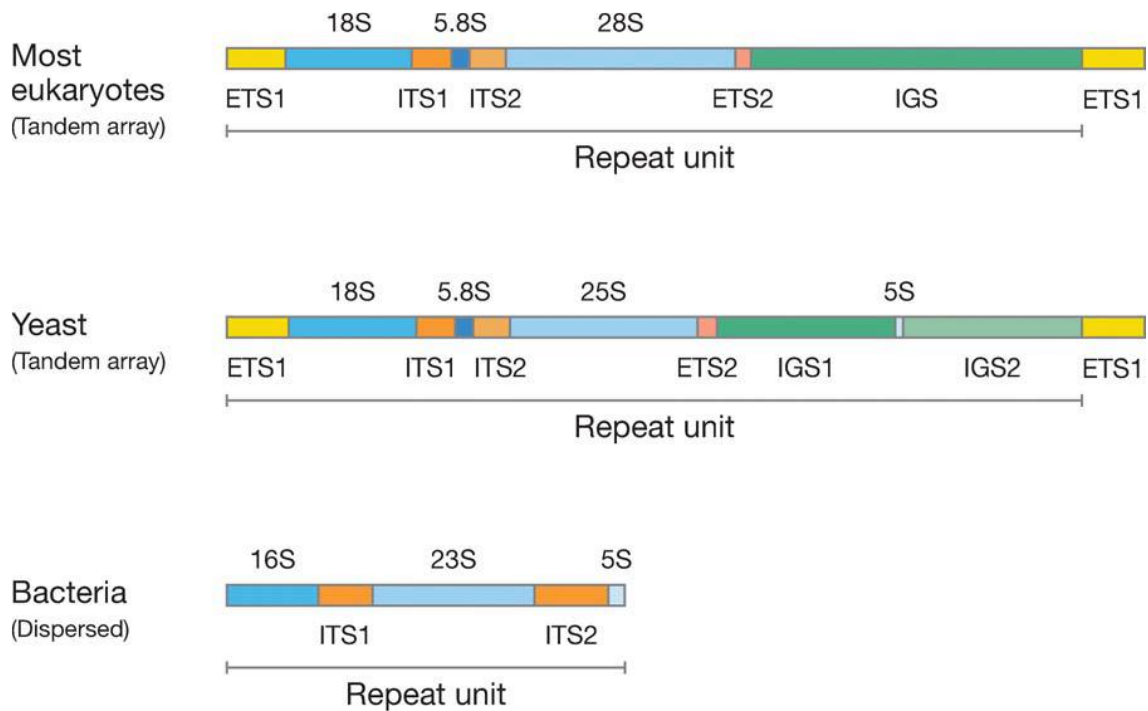 18S 5.8S 28S
Most
eukaryotes
(Tandem array)
ETS1 ITS1 ITS2 ETS2 IGS ETS1
Repeat unit
18S 5.8S 25S 5S
Yeast
(Tandem array)
ETS1 ITS1 ITS2 ETS2 IGS1 IGS2 ETS1
Repeat unit
16S 23S 5S
Bacteria
(Dispersed)
ITS1 ITS2
Repeat unit